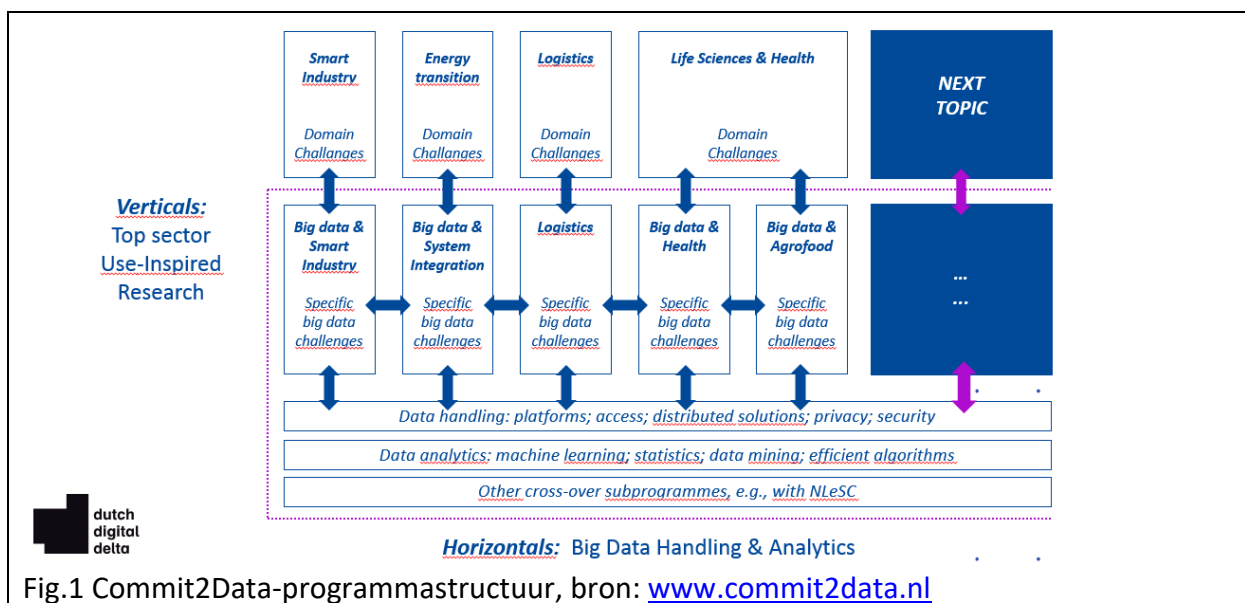 Smart
Industry
Domain
Challanges
Energy
transition
Domain
Challanges
Logistics
Domain
Challanges
Life Sciences & Health
Domain
Challanges
NEXT
TOPIC
Verticals:
Top sector
Use-Inspired
Research
Big data &
Smart
Industry
Specific
big data
challenges
Big data &
System
Integration
Specific
big data
challenges
Logistics
Specific
big data
challenges
Big data &
Health
Specific
big data
challenges
Big data &
Agrofood
Specific
big data
challenges
...
...
Data handling: platforms; access; distributed solutions; privacy; security
Data analytics: machine learning; statistics; data mining; efficient algorithms
Other cross-over subprogrammes, e.g., with NLeSC
dutch
digital
delta
Horizontals: Big Data Handling & Analytics
Fig.1 Commit2Data-programmastructuur, bron: www.commit2data.nl